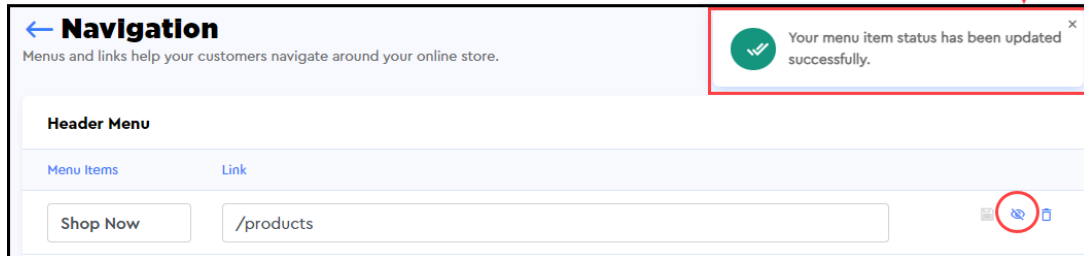 ← Navigation
Menus and links help your customers navigate around your online store.
Your menu item status has been updated
successfully.
Header Menu
Menu Items Link
Shop Now /products